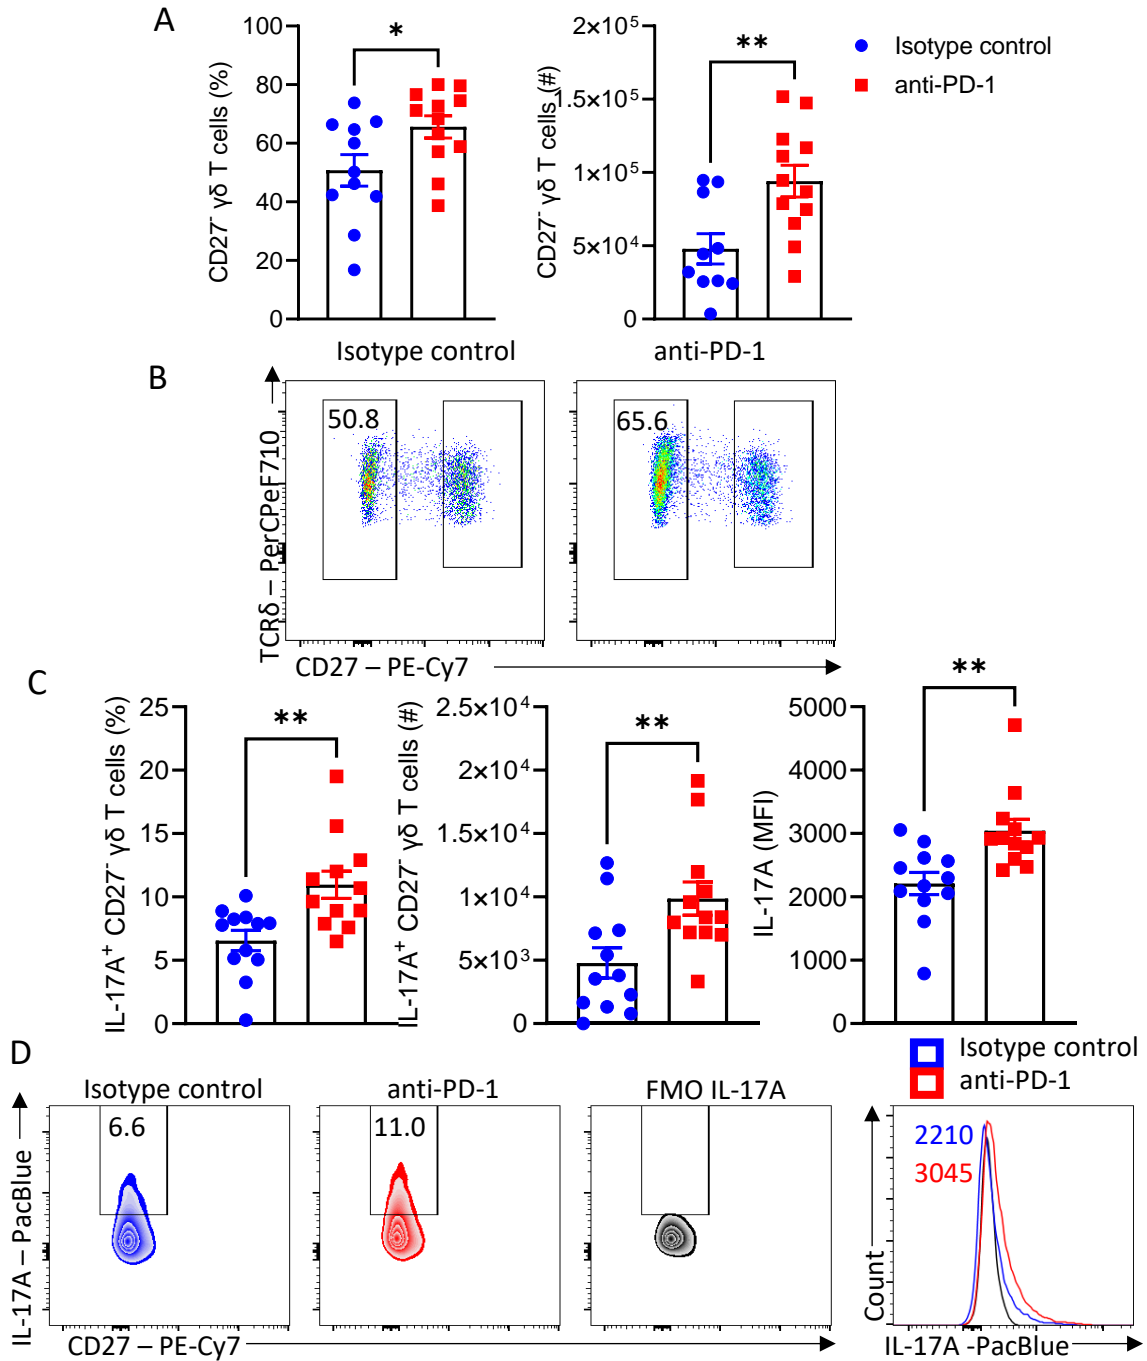 A
CD27⁻ γδ T cells (%)
100
80
60
40
20
0
*
CD27⁻ γδ T cells (#)
2×10⁵
1.5×10⁵
1×10⁵
5×10⁴
0
**
Isotype control
anti-PD-1
Isotype control
anti-PD-1
B
TCRδ – PerCPeF710
50.8
65.6
CD27 – PE-Cy7
C
IL-17A⁺ CD27⁻ γδ T cells (%)
25
20
15
10
5
0
**
IL-17A⁺ CD27⁻ γδ T cells (#)
2.5×10⁴
2×10⁴
1.5×10⁴
1×10⁴
5×10³
0
**
IL-17A (MFI)
5000
4000
3000
2000
1000
0
**
D
Isotype control
anti-PD-1
Isotype control
anti-PD-1
FMO IL-17A
IL-17A – PacBlue
6.6
11.0
2210
3045
Count
CD27 – PE-Cy7
IL-17A -PacBlue